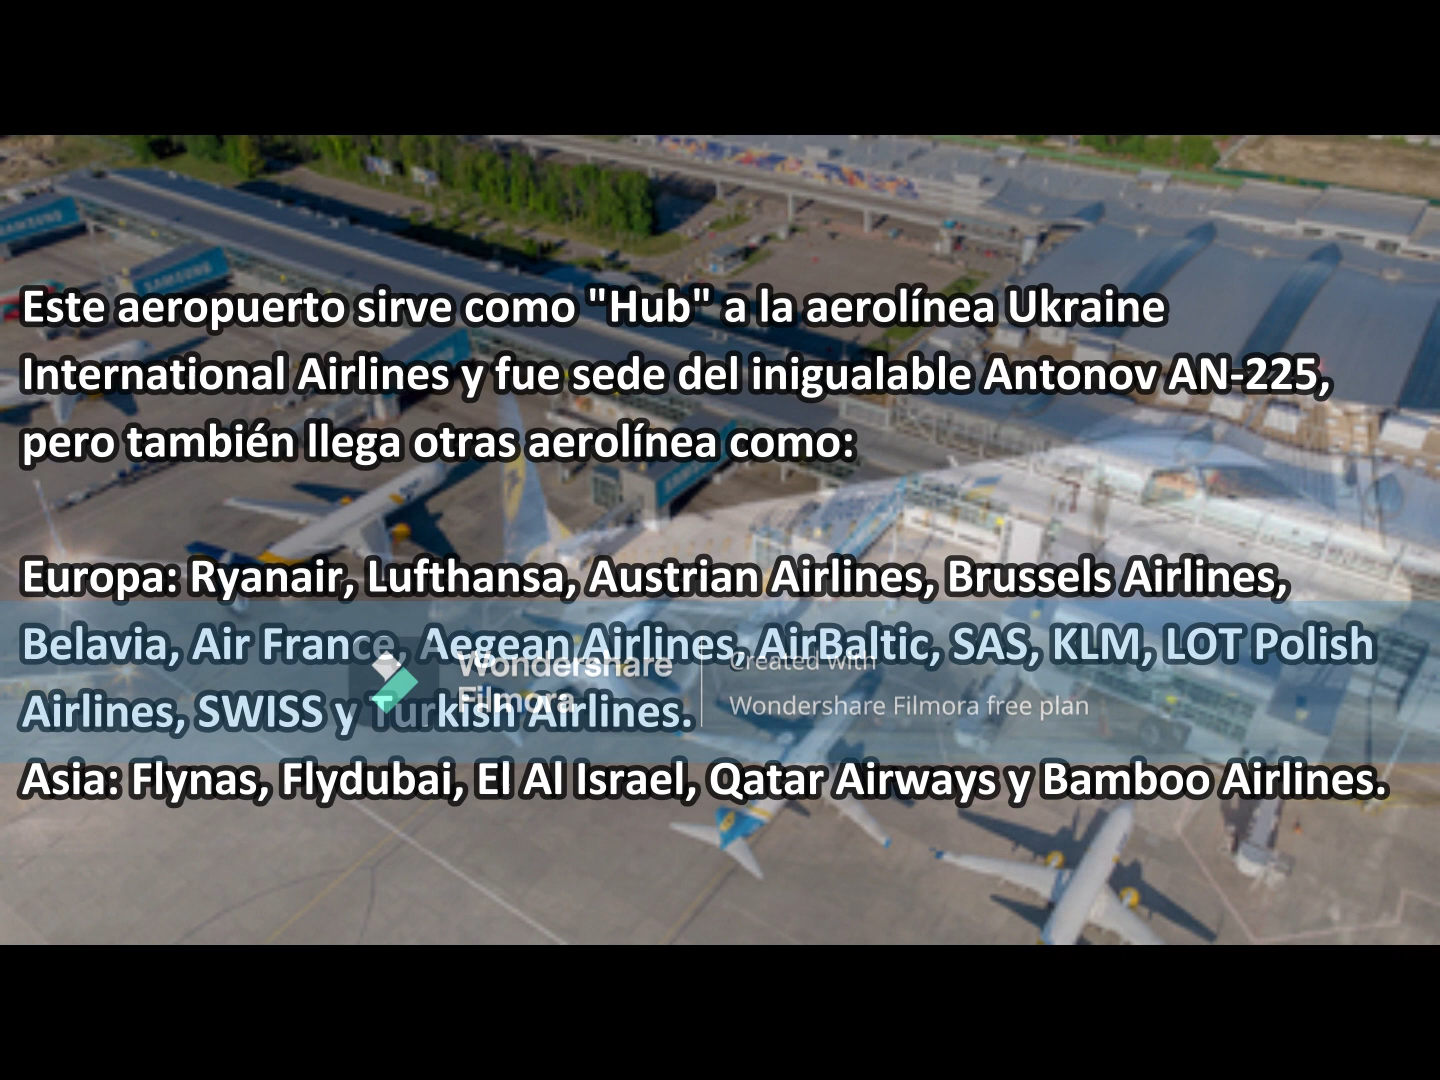 SAMSUNG
Este aeropuerto sirve como "Hub" a la aerolínea Ukraine
International Airlines y fue sede del inigualable Antonov AN-225,
pero también llega otras aerolínea como:
Europa: Ryanair, Lufthansa, Austrian Airlines, Brussels Airlines,
Belavia, Air France, Aegean Airlines, AirBaltic, SAS, KLM, LOT Polish
Airlines, SWISS y Turkish Airlines.
Wondershare
Filmora
Created with
Wondershare Filmora free plan
Asia: Flynas, Flydubai, El Al Israel, Qatar Airways y Bamboo Airlines.